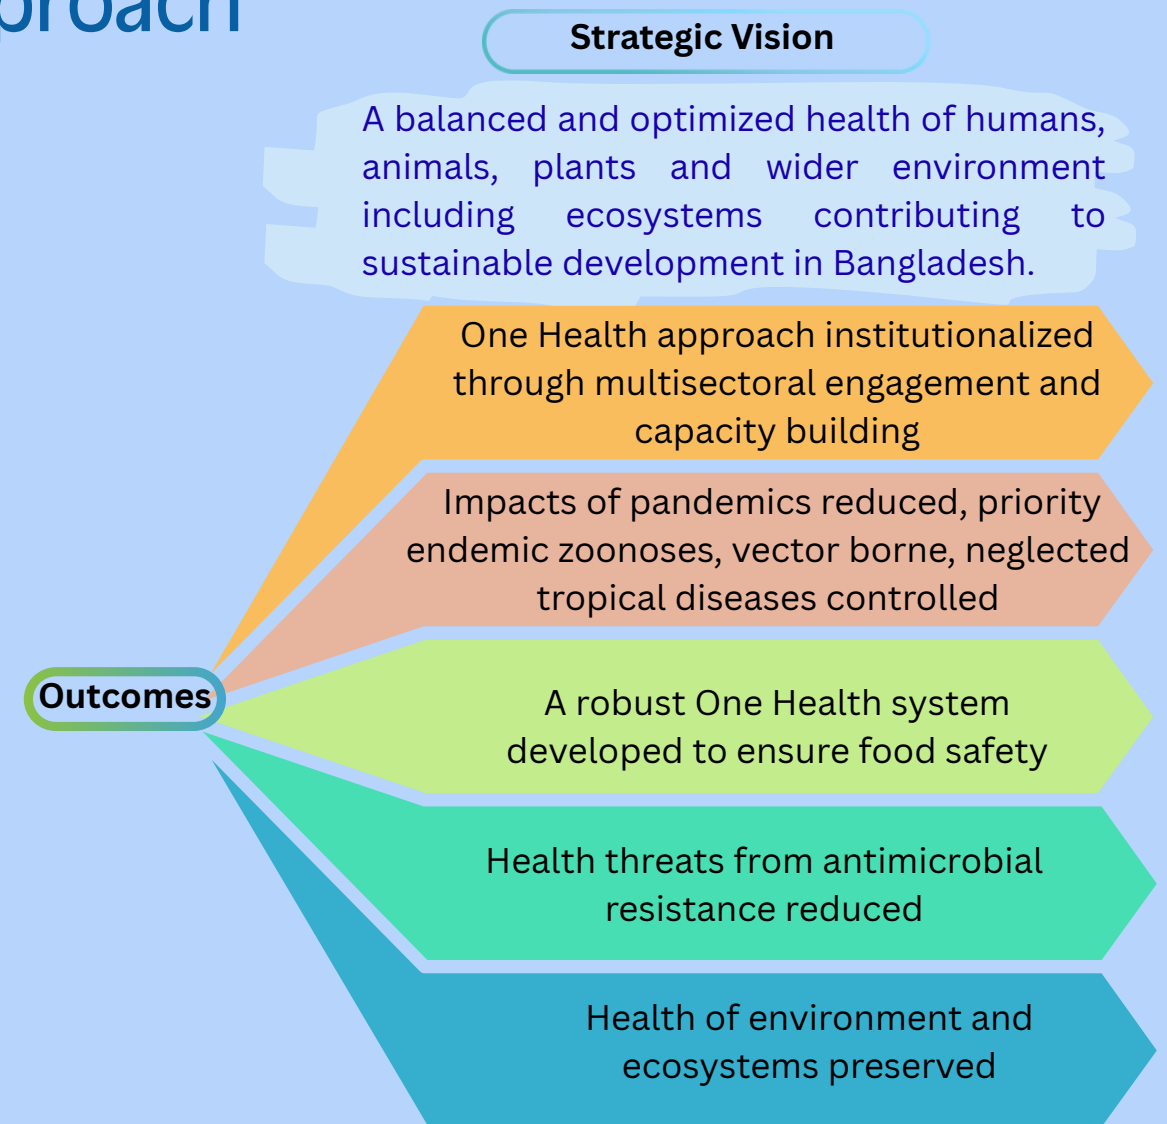 proach
Strategic Vision
A balanced and optimized health of humans,
animals, plants and wider environment
including ecosystems contributing to
sustainable development in Bangladesh.
One Health approach institutionalized
through multisectoral engagement and
capacity building
Impacts of pandemics reduced, priority
endemic zoonoses, vector borne, neglected
tropical diseases controlled
Outcomes
A robust One Health system
developed to ensure food safety
Health threats from antimicrobial
resistance reduced
Health of environment and
ecosystems preserved